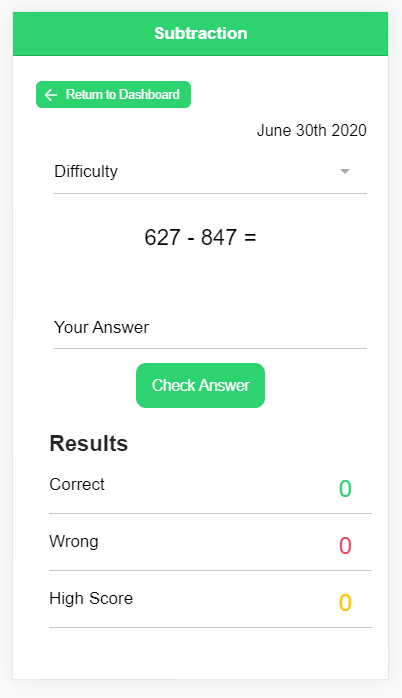 Subtraction
Return to Dashboard
June 30th 2020
Difficulty
627 - 847 =
Your Answer
Check Answer
Results
Correct 0
Wrong 0
High Score 0